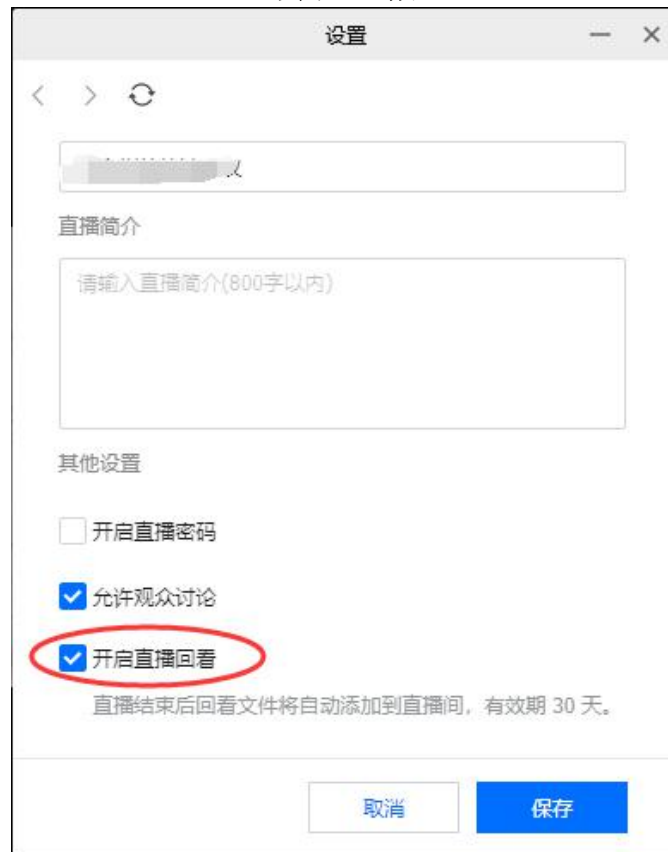 设置
直播简介
请输入直播简介(800字以内)
其他设置
开启直播密码
允许观众讨论
开启直播回看
直播结束后回看文件将自动添加到直播间，有效期 30 天。
取消
保存